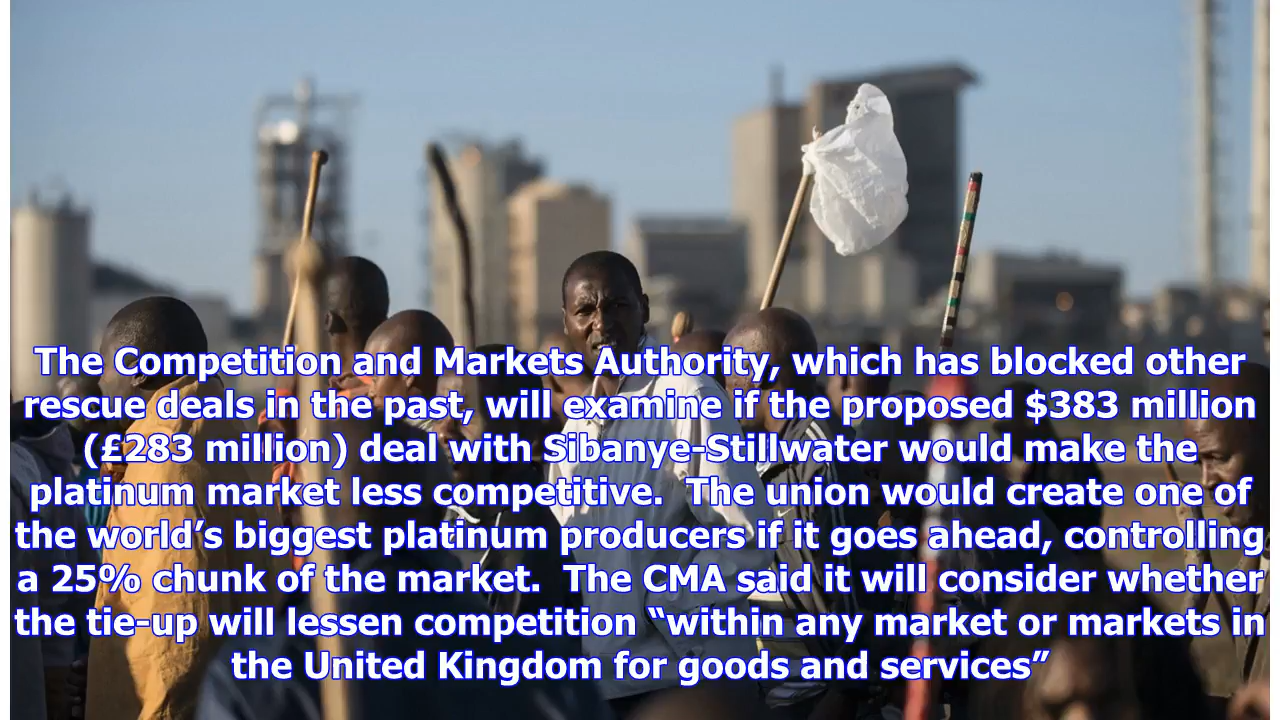 The Competition and Markets Authority, which has blocked other
rescue deals in the past, will examine if the proposed $383 million
(£283 million) deal with Sibanye-Stillwater would make the
platinum market less competitive.  The union would create one of
the world’s biggest platinum producers if it goes ahead, controlling
a 25% chunk of the market.  The CMA said it will consider whether
the tie-up will lessen competition “within any market or markets in
the United Kingdom for goods and services”